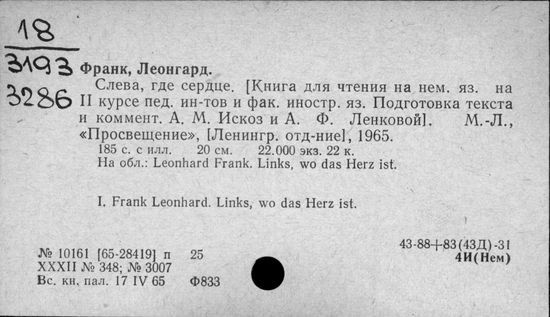 18
3193
3286
Франк, Леонгард.
Слева, где сердце. [Книга для чтения на нем. яз. на
II курсе пед. ин-тов и фак. иностр. яз. Подготовка текста
и коммент. А. М. Искоз и А. Ф. Ленковой]. М.-Л.,
«Просвещение», [Ленингр. отд-ние], 1965.
185 с. с илл. 20 см. 22.000 экз. 22 к.
На обл.: Leonhard Frank. Links, wo das Herz ist.
I. Frank Leonhard. Links, wo das Herz ist.
№ 10161 [65-28419] п 25
XXXII № 348; № 3007
Вс. кн. пал. 17 IV 65 Ф833
43-88+83(43Д)-31
4И(Нем)